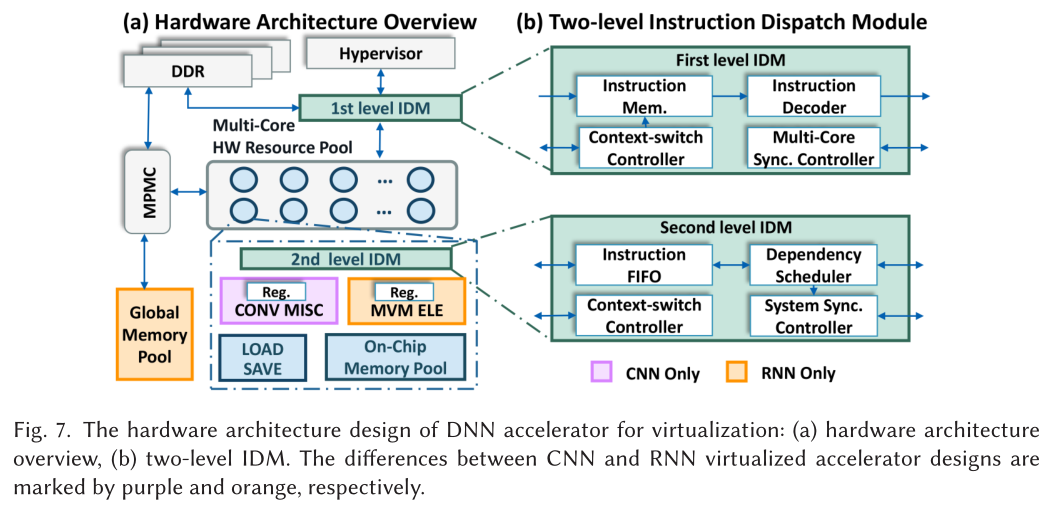 (a) Hardware Architecture Overview
DDR
Hypervisor
1st level IDM
Multi-Core
HW Resource Pool
MPMC
...
...
2nd level IDM
Reg.
CONV MISC
Reg.
MVM ELE
Global
Memory
Pool
LOAD
SAVE
On-Chip
Memory Pool
(b) Two-level Instruction Dispatch Module
First level IDM
Instruction
Mem.
Instruction
Decoder
Context-switch
Controller
Multi-Core
Sync. Controller
Second level IDM
Instruction
FIFO
Dependency
Scheduler
Context-switch
Controller
System Sync.
Controller
CNN Only
RNN Only
Fig. 7. The hardware architecture design of DNN accelerator for virtualization: (a) hardware architecture
overview, (b) two-level IDM. The differences between CNN and RNN virtualized accelerator designs are
marked by purple and orange, respectively.